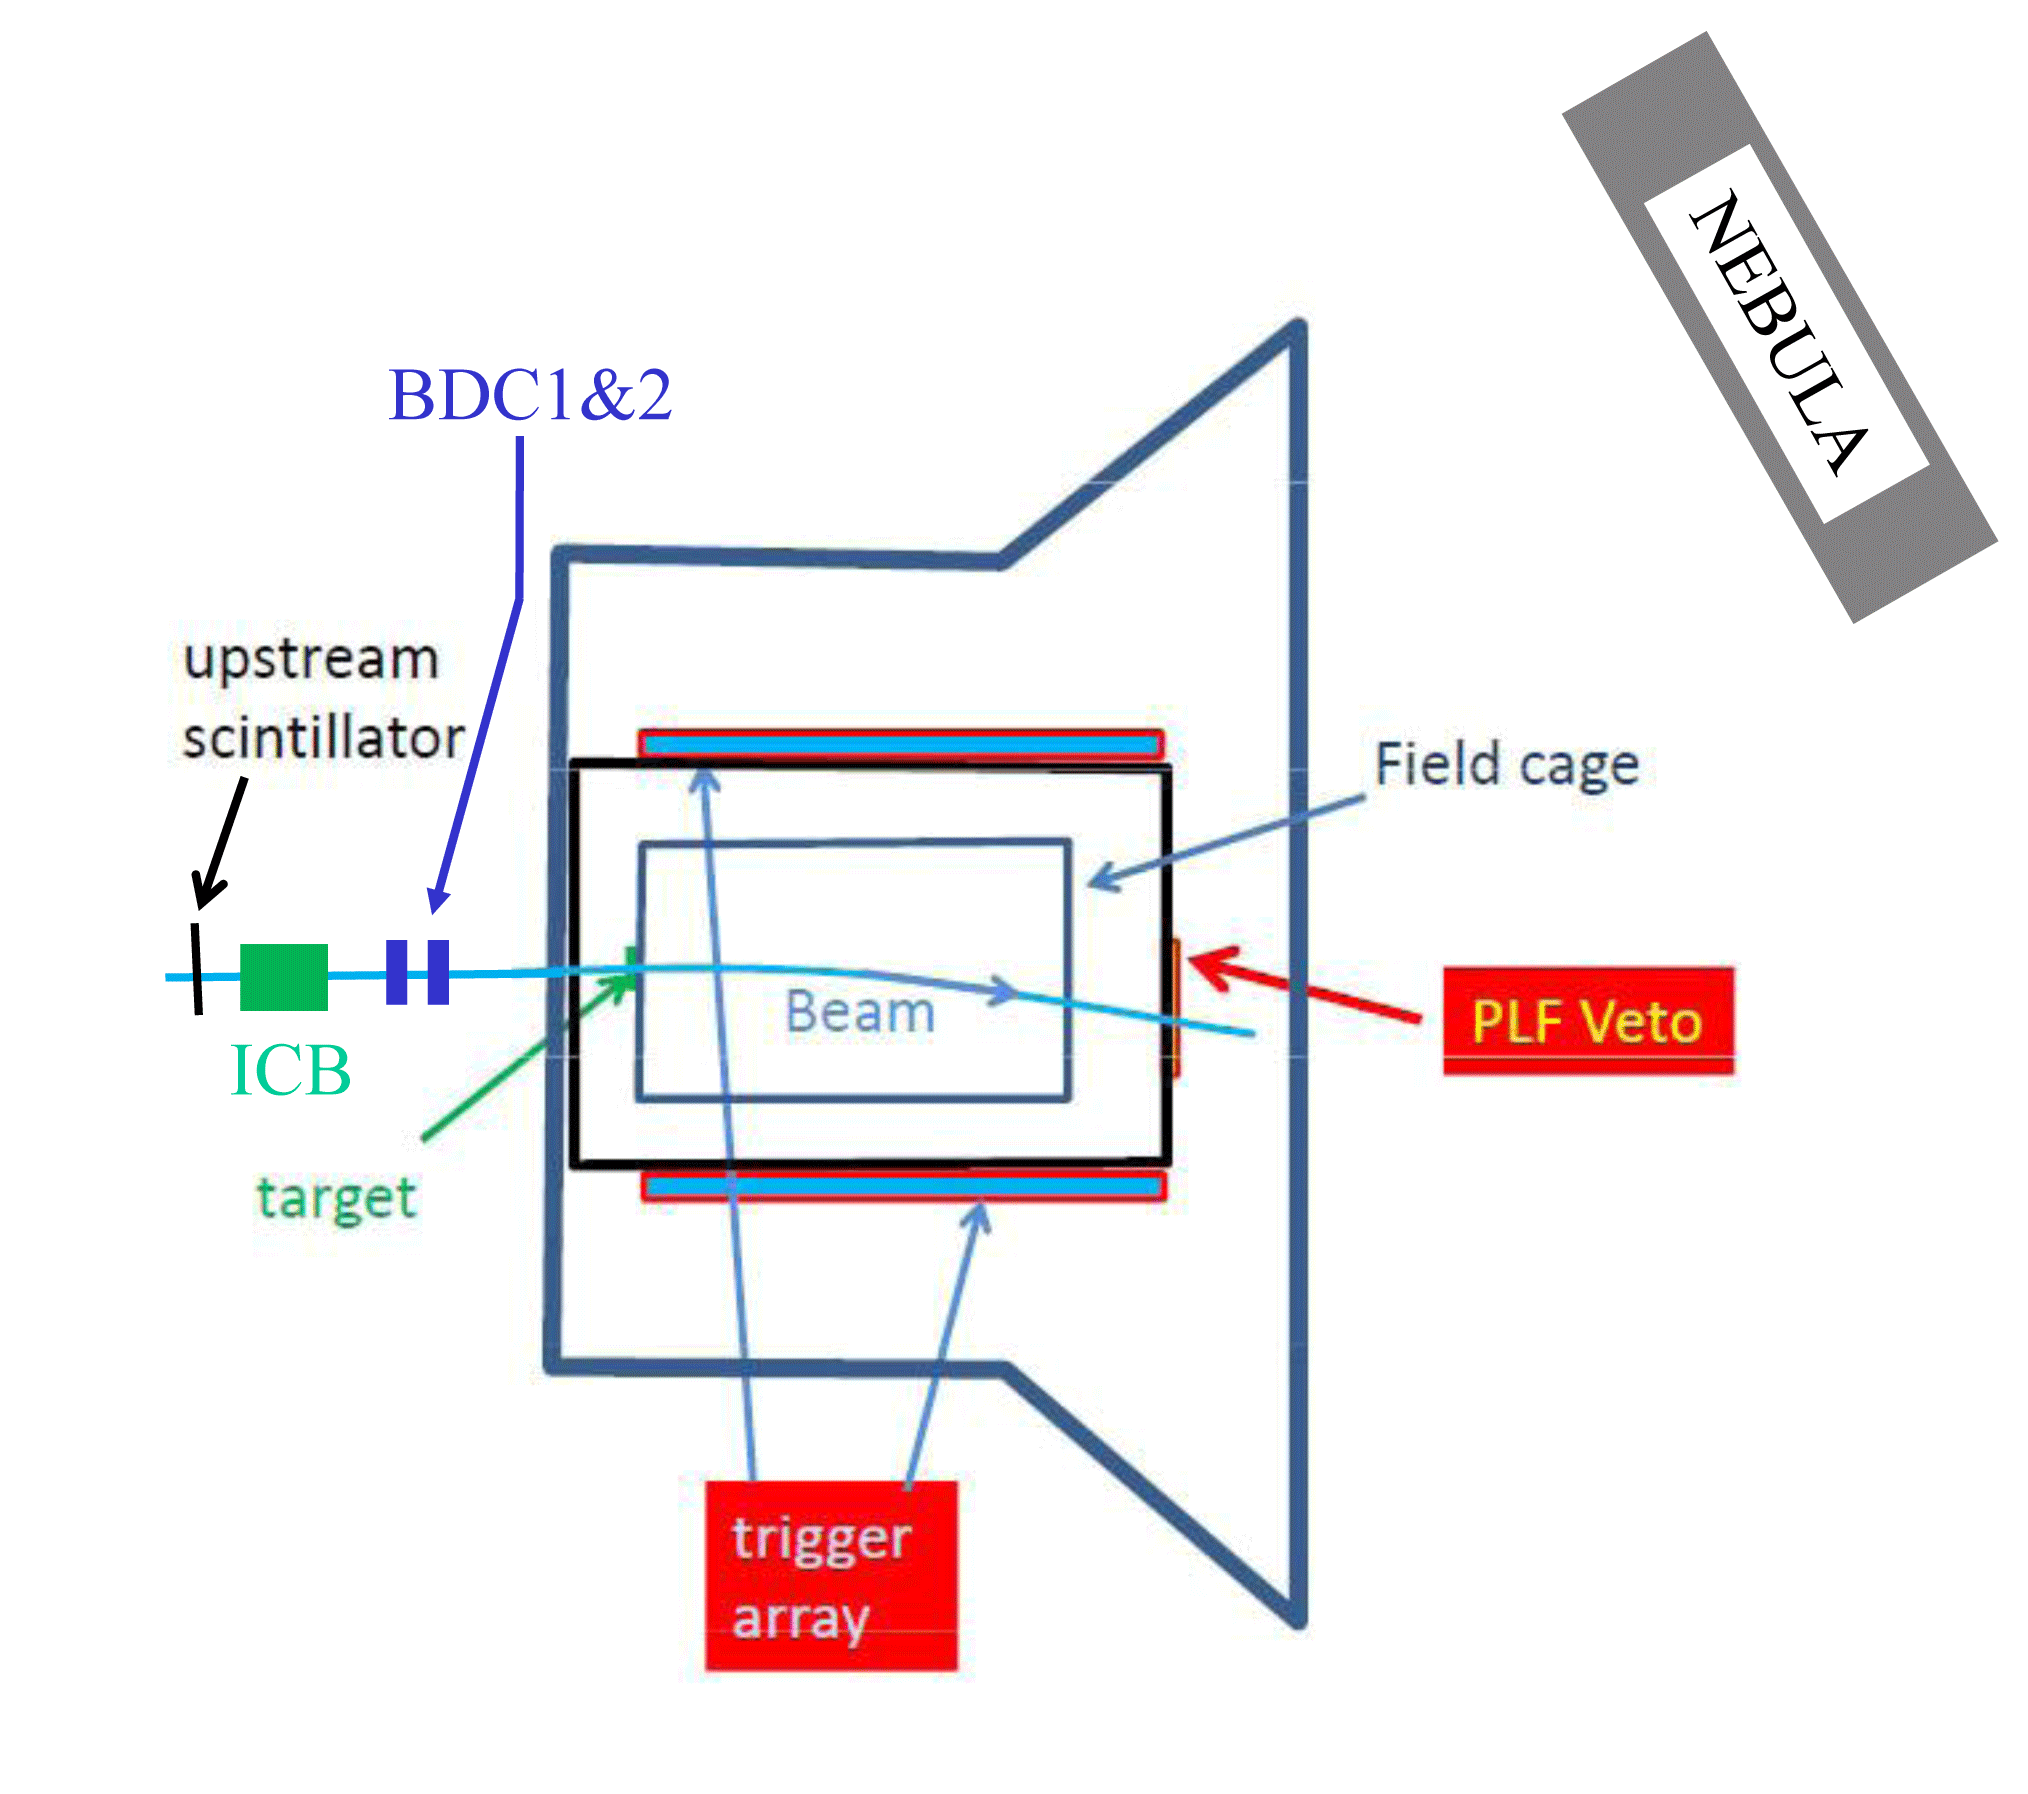 NEBULA
BDC1&2
upstream
scintillator
Field cage
Beam
PLF Veto
ICB
target
trigger
array